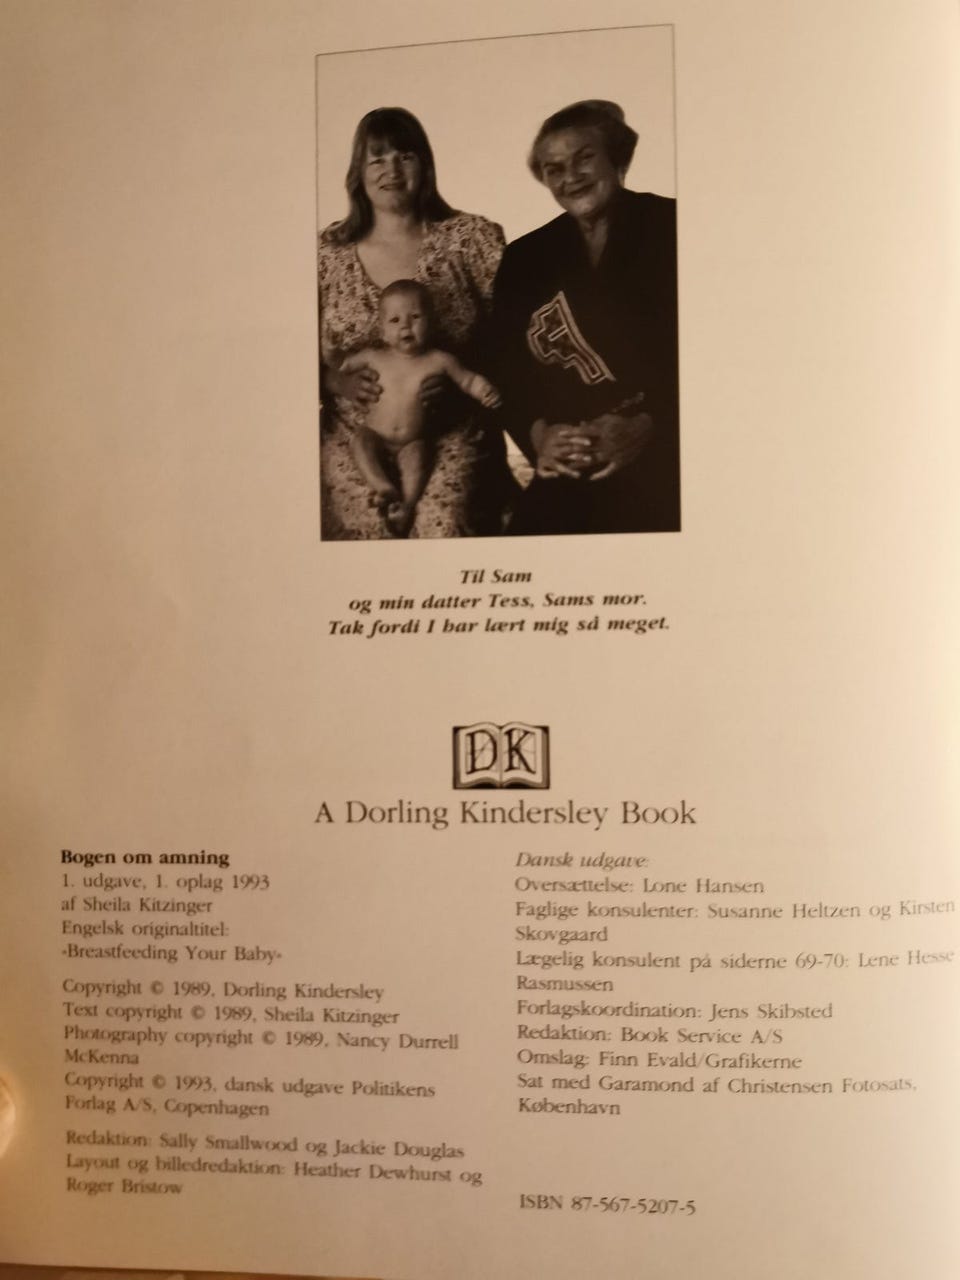 Til Sam
og min datter Tess, Sams mor.
Tak fordi I har lært mig så meget.
DK
A Dorling Kindersley Book
Bogen om amning
1. udgave, 1. oplag 1993
af Sheila Kitzinger
Engelsk originaltitel:
»Breastfeeding Your Baby«
Copyright © 1989, Dorling Kindersley
Text copyright © 1989, Sheila Kitzinger
Photography copyright © 1989, Nancy Durrell
McKenna
Copyright © 1993, dansk udgave Politikens
Forlag A/S, Copenhagen
Redaktion: Sally Smallwood og Jackie Douglas
Layout og billedredaktion: Heather Dewhurst og
Roger Bristow
Dansk udgave:
Oversættelse: Lone Hansen
Faglige konsulenter: Susanne Heltzen og Kirsten
Skovgaard
Lægelig konsulent på siderne 69-70: Lene Hesse
Rasmussen
Forlagskoordination: Jens Skibsted
Redaktion: Book Service A/S
Omslag: Finn Evald/Grafikerne
Sat med Garamond af Christensen Fotosats,
København
ISBN 87-567-5207-5